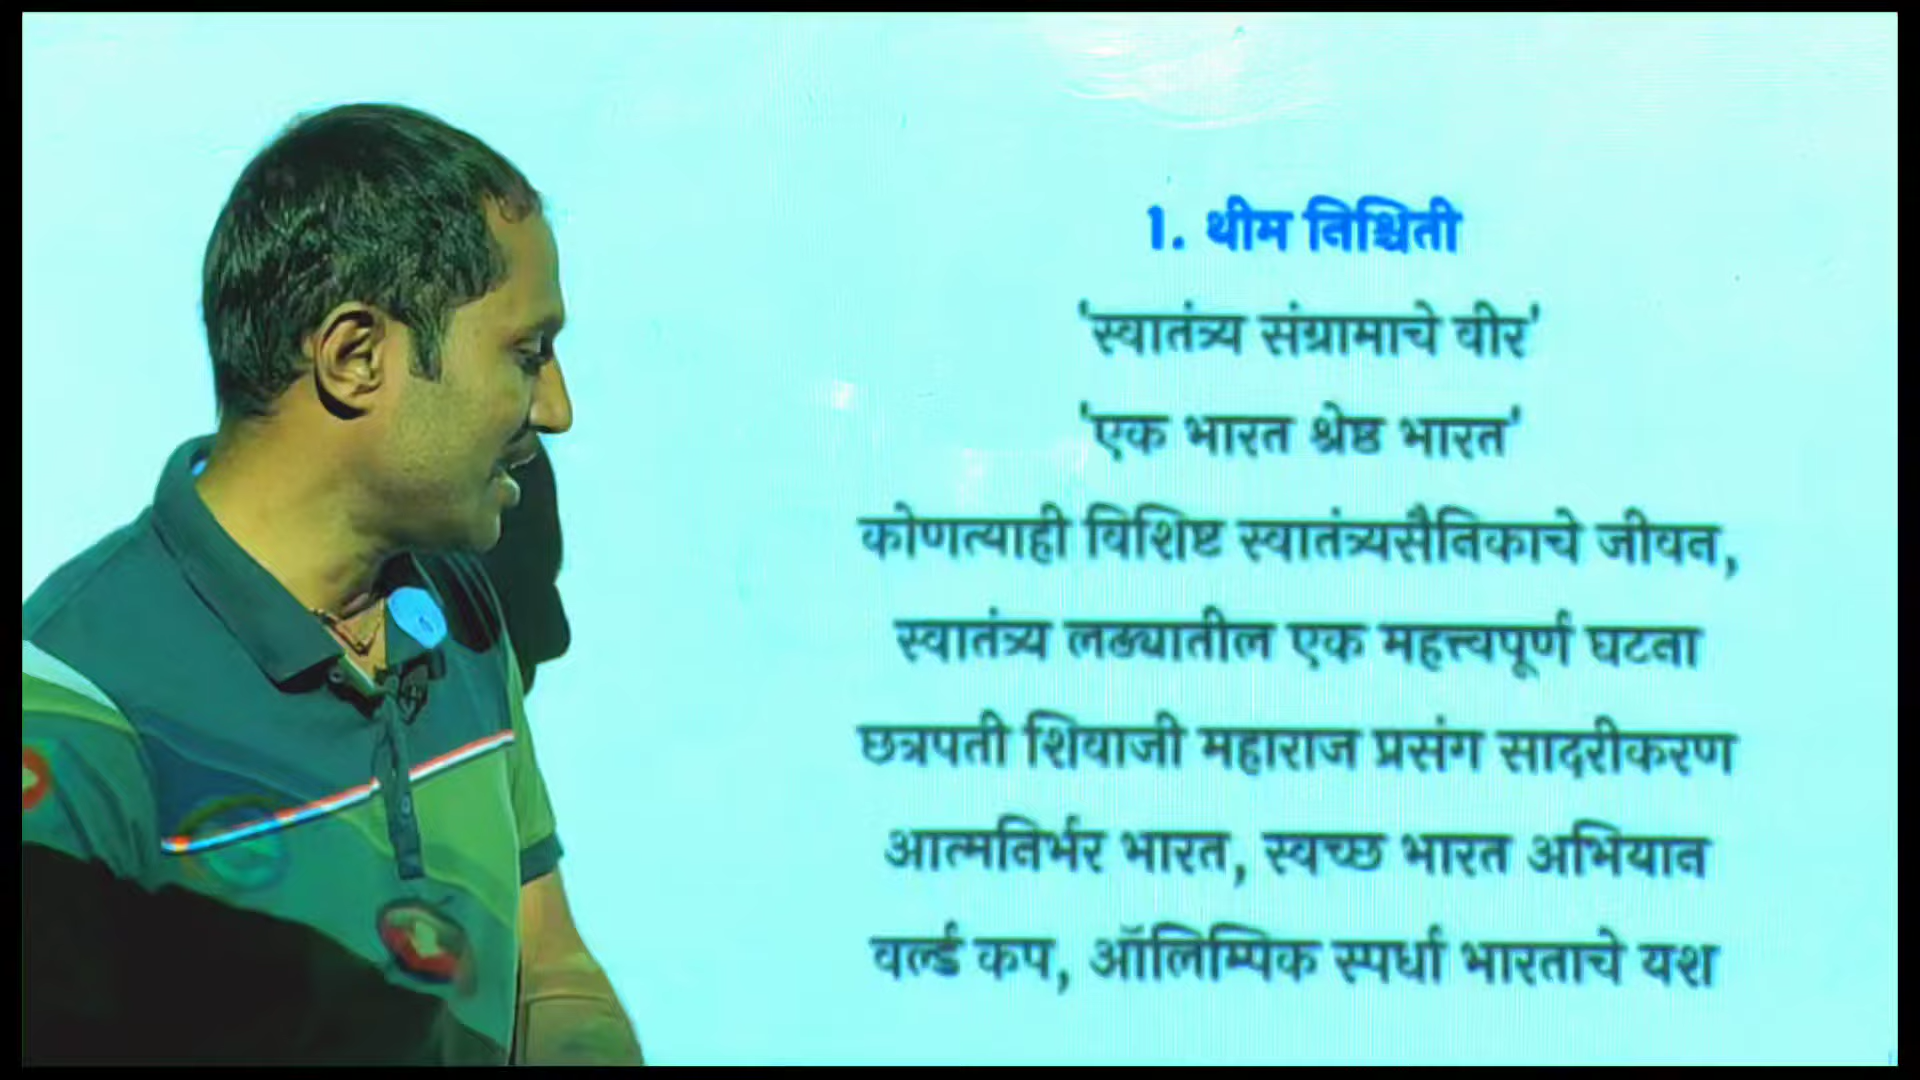 1. थीम निश्चिती
'स्वातंत्र्य संग्रामाचे वीर'
'एक भारत श्रेष्ठ भारत'
कोणत्याही विशिष्ट स्वातंत्र्यसैनिकाचे जीवन,
स्वातंत्र्य लढ्यातील एक महत्त्वपूर्ण घटना
छत्रपती शिवाजी महाराज प्रसंग सादरीकरण
आत्मनिर्भर भारत, स्वच्छ भारत अभियान
वर्ल्ड कप, ऑलिम्पिक स्पर्धा भारताचे यश